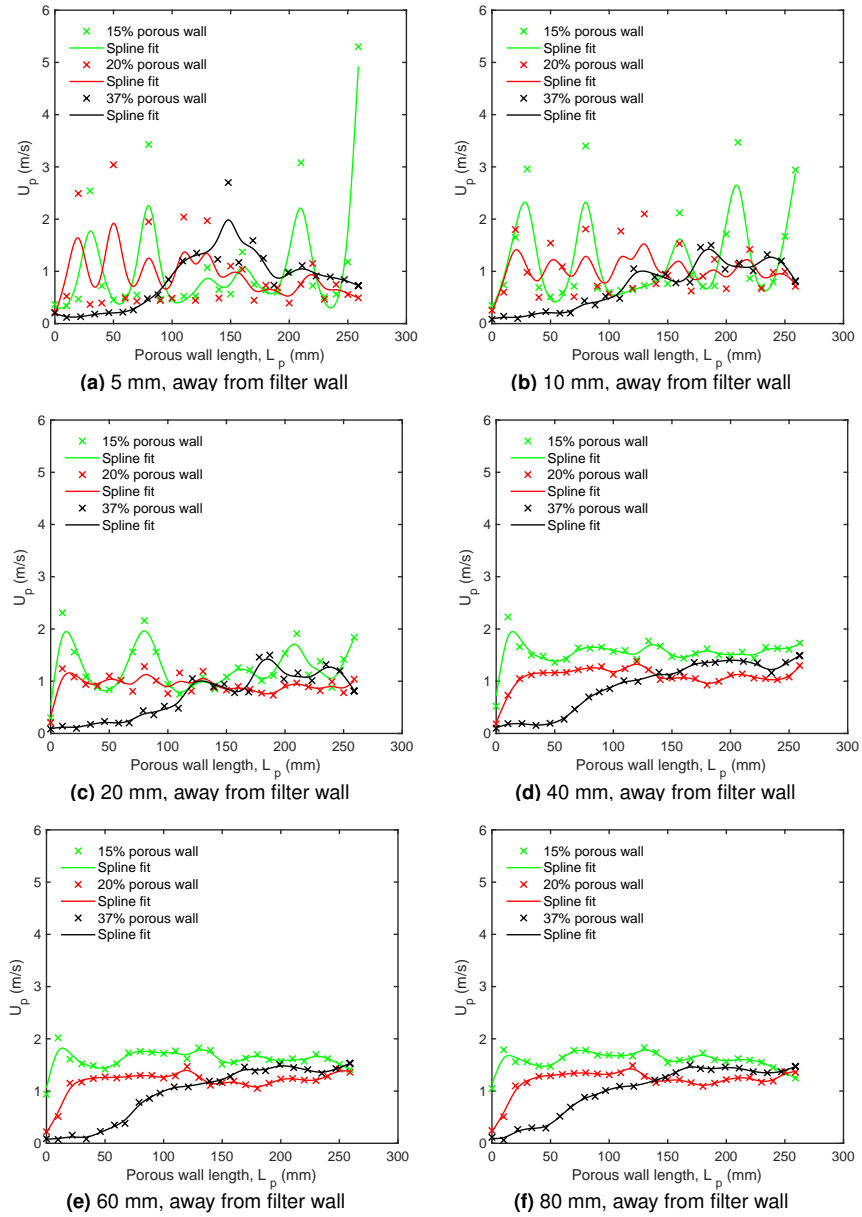 6
5
4
3
2
1
0
U_p (m/s)
15% porous wall
Spline fit
20% porous wall
Spline fit
37% porous wall
Spline fit
0 50 100 150 200 250 300
Porous wall length, L_p (mm)
(a) 5 mm, away from filter wall
6
5
4
3
2
1
0
U_p (m/s)
15% porous wall
Spline fit
20% porous wall
Spline fit
37% porous wall
Spline fit
0 50 100 150 200 250 300
Porous wall length, L_p (mm)
(b) 10 mm, away from filter wall
6
5
4
3
2
1
0
U_p (m/s)
15% porous wall
Spline fit
20% porous wall
Spline fit
37% porous wall
Spline fit
0 50 100 150 200 250 300
Porous wall length, L_p (mm)
(c) 20 mm, away from filter wall
6
5
4
3
2
1
0
U_p (m/s)
15% porous wall
Spline fit
20% porous wall
Spline fit
37% porous wall
Spline fit
0 50 100 150 200 250 300
Porous wall length, L_p (mm)
(d) 40 mm, away from filter wall
6
5
4
3
2
1
0
U_p (m/s)
15% porous wall
Spline fit
20% porous wall
Spline fit
37% porous wall
Spline fit
0 50 100 150 200 250 300
Porous wall length, L_p (mm)
(e) 60 mm, away from filter wall
6
5
4
3
2
1
0
U_p (m/s)
15% porous wall
Spline fit
20% porous wall
Spline fit
37% porous wall
Spline fit
0 50 100 150 200 250 300
Porous wall length, L_p (mm)
(f) 80 mm, away from filter wall